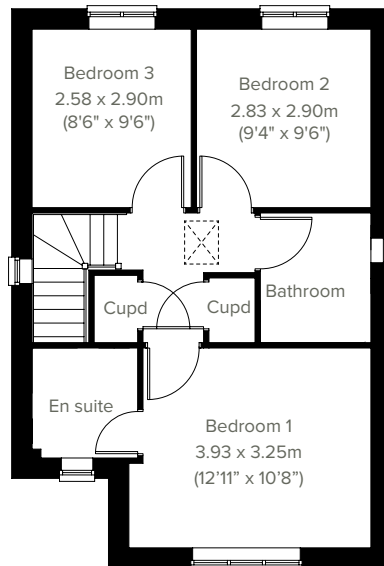 Bedroom 3
2.58 x 2.90m
(8'6" x 9'6")
Bedroom 2
2.83 x 2.90m
(9'4" x 9'6")
Cupd
Cupd
Bathroom
En suite
Bedroom 1
3.93 x 3.25m
(12'11” x 10'8”)